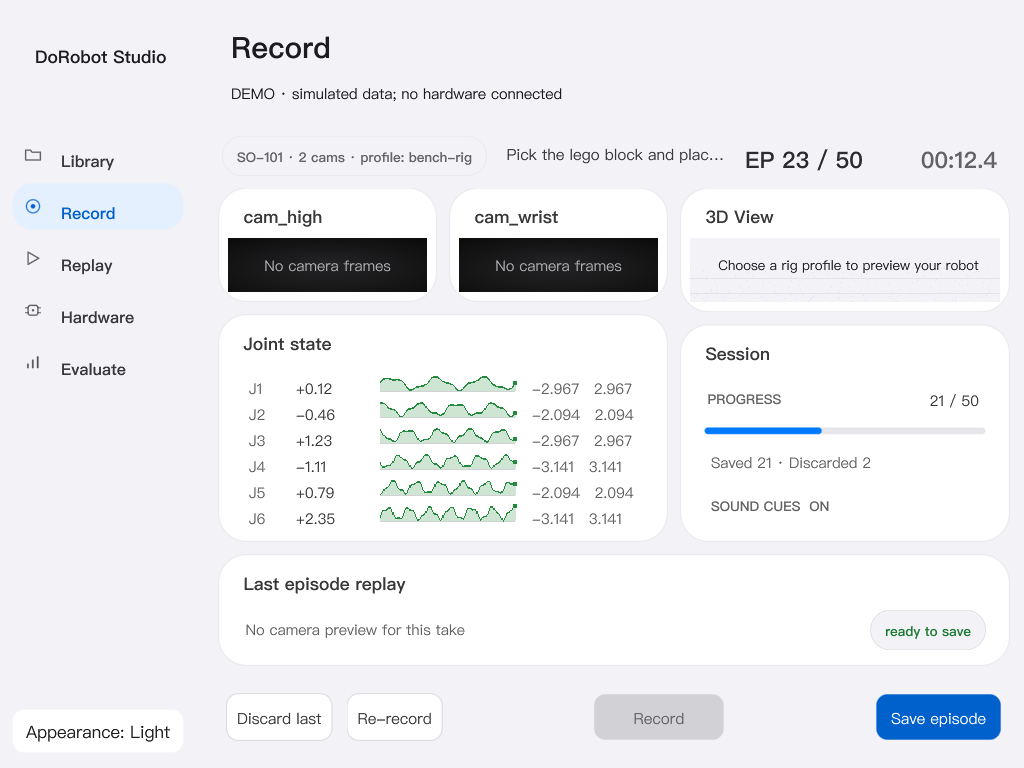 DoRobot Studio
Library
Record
Replay
Hardware
Evaluate
Appearance: Light
Record
DEMO · simulated data; no hardware connected
SO-101 · 2 cams · profile: bench-rig
Pick the lego block and plac...
EP 23 / 50
00:12.4
cam_high
No camera frames
cam_wrist
No camera frames
3D View
Choose a rig profile to preview your robot
Joint state
J1 +0.12 −2.967 2.967
J2 −0.46 −2.094 2.094
J3 +1.23 −2.967 2.967
J4 −1.11 −3.141 3.141
J5 +0.79 −2.094 2.094
J6 +2.35 −3.141 3.141
Session
PROGRESS 21 / 50
Saved 21 · Discarded 2
SOUND CUES ON
Last episode replay
No camera preview for this take
ready to save
Discard last
Re-record
Record
Save episode